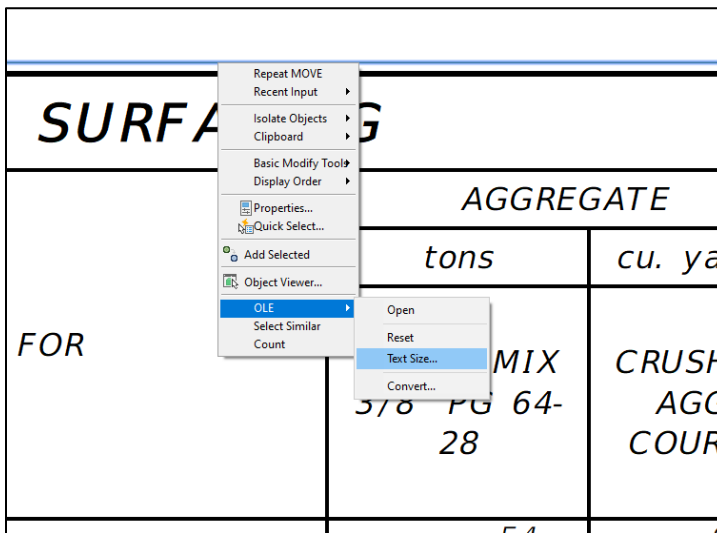 SURFA
G
AGGREGATE
tons
cu. ya
FOR
MIX
3/8 PG 64-
28
CRUSH
AGG
COUR
Repeat MOVE
Recent Input
Isolate Objects
Clipboard
Basic Modify Tools
Display Order
Properties...
Quick Select...
Add Selected
Object Viewer...
OLE
Select Similar
Count
Open
Reset
Text Size...
Convert...